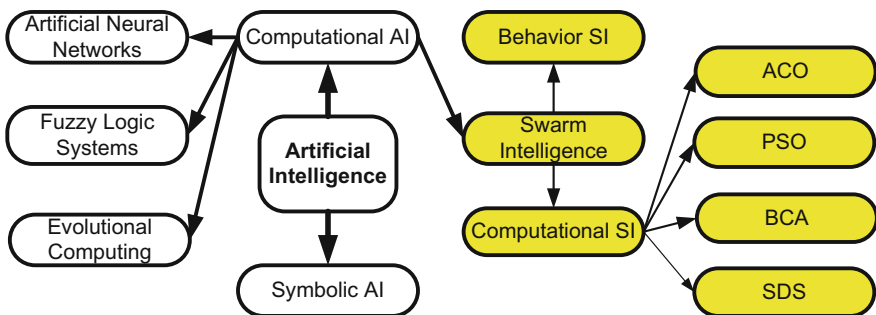 Artificial Neural
Networks
Computational AI
Behavior SI
ACO
Fuzzy Logic
Systems
Artificial
Intelligence
Swarm
Intelligence
PSO
Evolutional
Computing
Computational SI
BCA
Symbolic AI
SDS